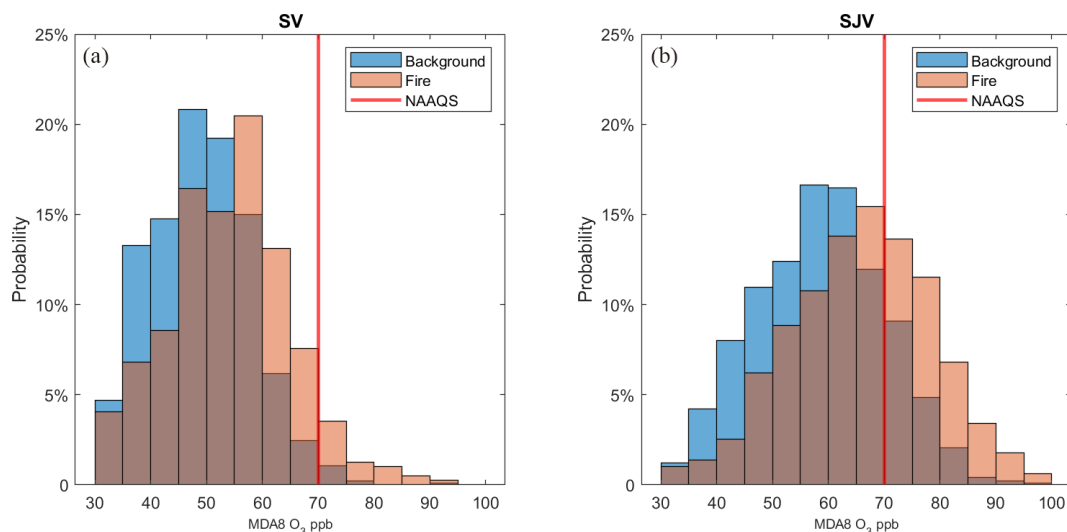 SV
(a)
Background
Fire
NAAQS
25%
20%
15%
10%
5%
0
Probability
30 40 50 60 70 80 90 100
MDA8 O3 ppb
SJV
(b)
Background
Fire
NAAQS
25%
20%
15%
10%
5%
0
Probability
30 40 50 60 70 80 90 100
MDA8 O3 ppb